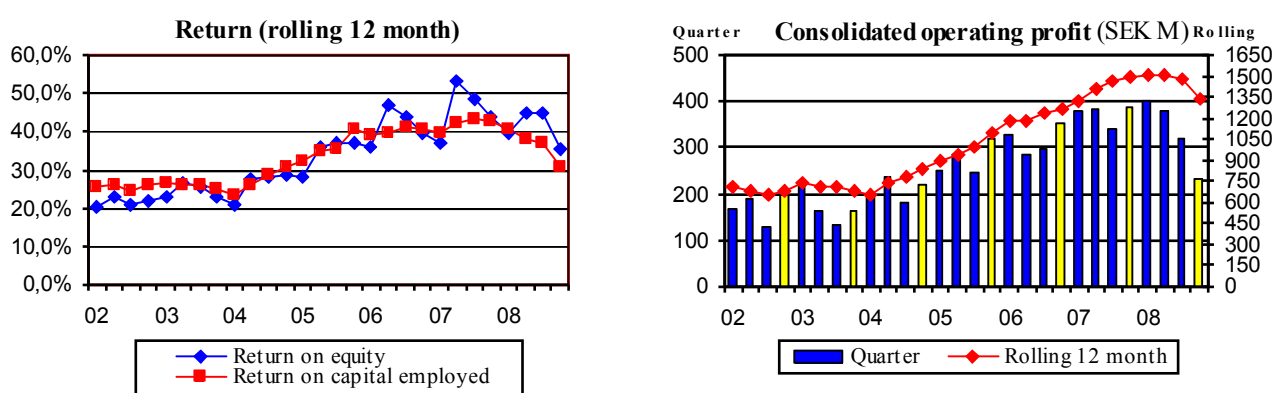 Return (rolling 12 month)
60,0%
50,0%
40,0%
30,0%
20,0%
10,0%
0,0%
02 03 04 05 06 07 08
Return on equity
Return on capital employed
Quarter Consolidated operating profit (SEK M) Rolling
500 1650
1500
400 1350
1200
300 1050
900
200 750
600
100 450
300
150
0 0
02 03 04 05 06 07 08
Quarter Rolling 12 month